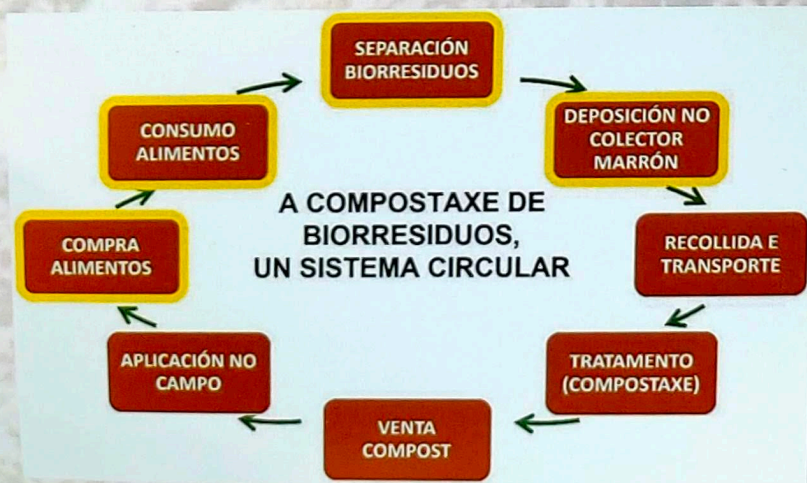 SEPARACIÓN
BIORRESIDUOS
DEPOSICIÓN NO
COLECTOR
MARRÓN
RECOLLIDA E
TRANSPORTE
TRATAMENTO
(COMPOSTAXE)
VENTA
COMPOST
APLICACIÓN NO
CAMPO
COMPRA
ALIMENTOS
CONSUMO
ALIMENTOS
A COMPOSTAXE DE
BIORRESIDUOS,
UN SISTEMA CIRCULAR